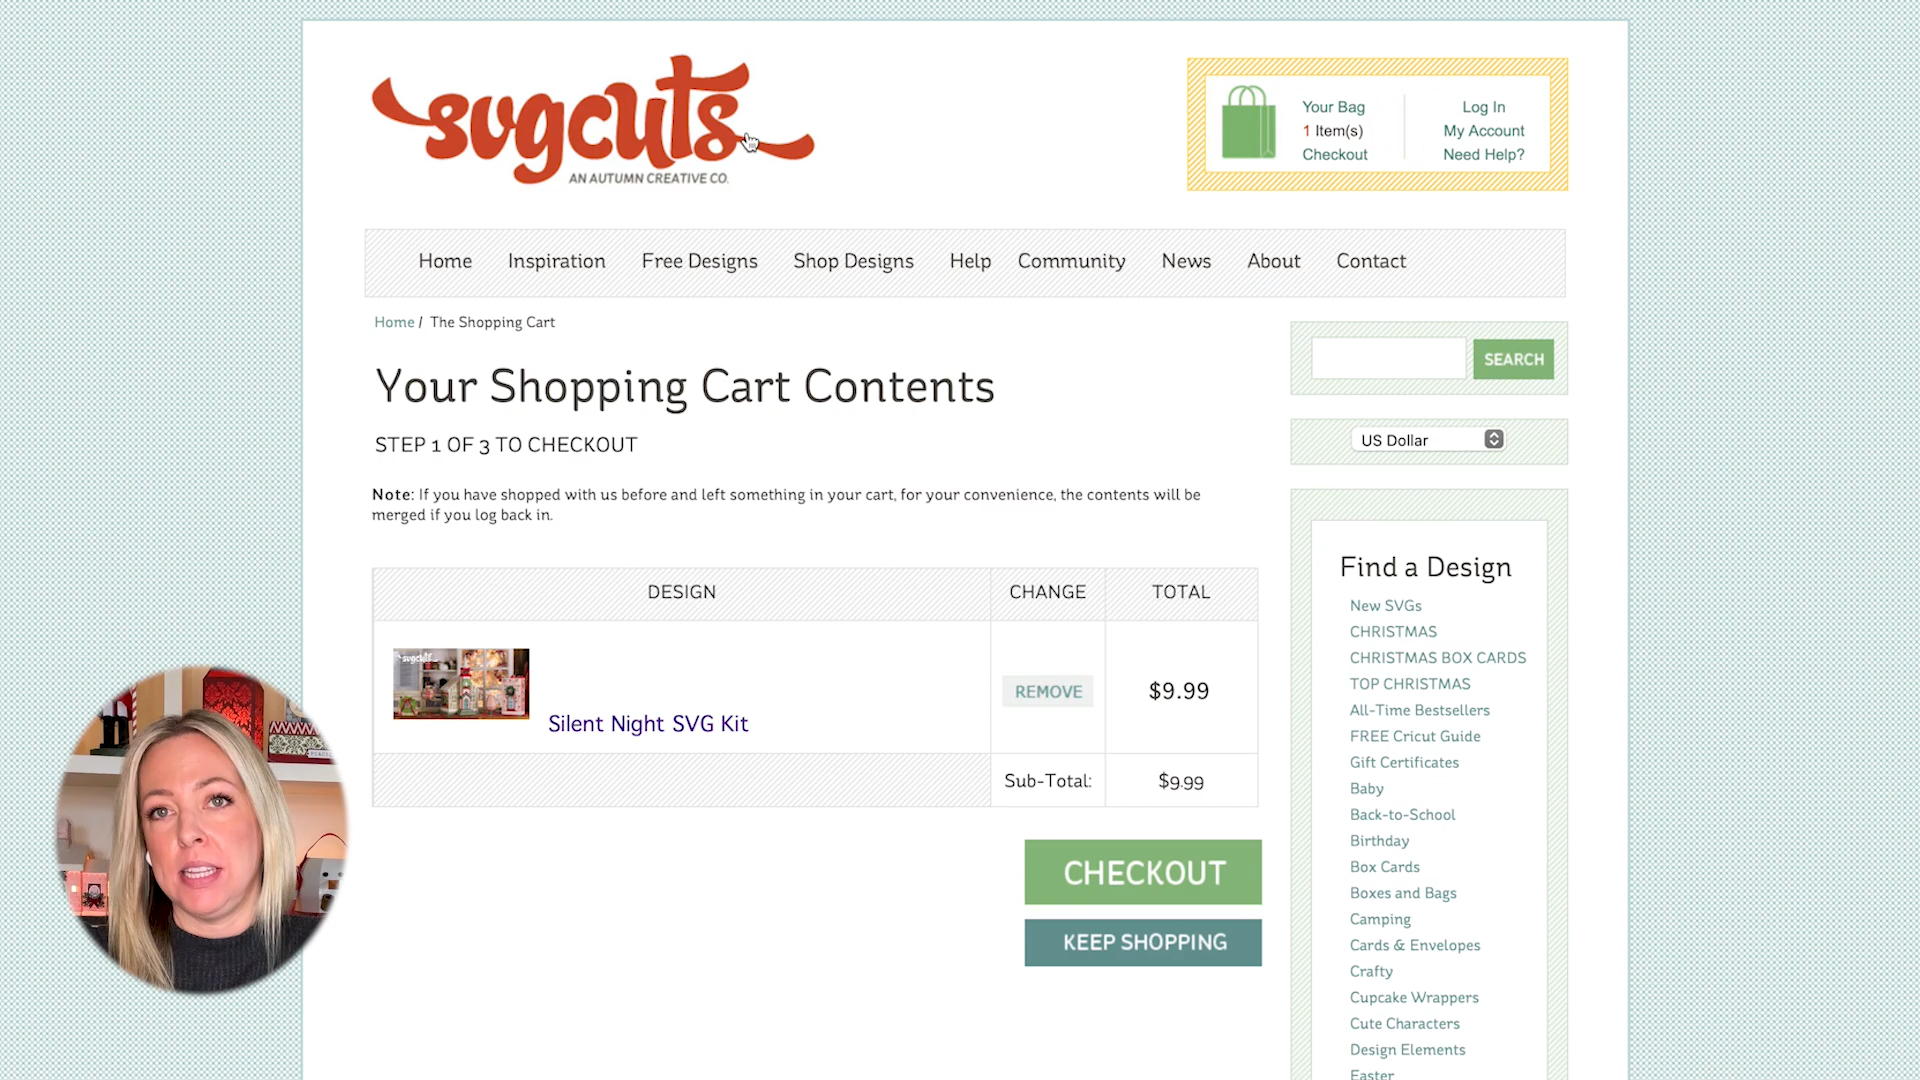 svgcuts
AN AUTUMN CREATIVE CO.
Your Bag
1 Item(s)
Checkout
Log In
My Account
Need Help?
Home
Inspiration
Free Designs
Shop Designs
Help
Community
News
About
Contact
Home / The Shopping Cart
Your Shopping Cart Contents
STEP 1 OF 3 TO CHECKOUT
Note: If you have shopped with us before and left something in your cart, for your convenience, the contents will be
merged if you log back in.
DESIGN
CHANGE
TOTAL
svgcuts
Silent Night SVG Kit
REMOVE
$9.99
Sub-Total:
$9.99
CHECKOUT
KEEP SHOPPING
SEARCH
US Dollar
Find a Design
New SVGs
CHRISTMAS
CHRISTMAS BOX CARDS
TOP CHRISTMAS
All-Time Bestsellers
FREE Cricut Guide
Gift Certificates
Baby
Back-to-School
Birthday
Box Cards
Boxes and Bags
Camping
Cards & Envelopes
Crafty
Cupcake Wrappers
Cute Characters
Design Elements
Easter